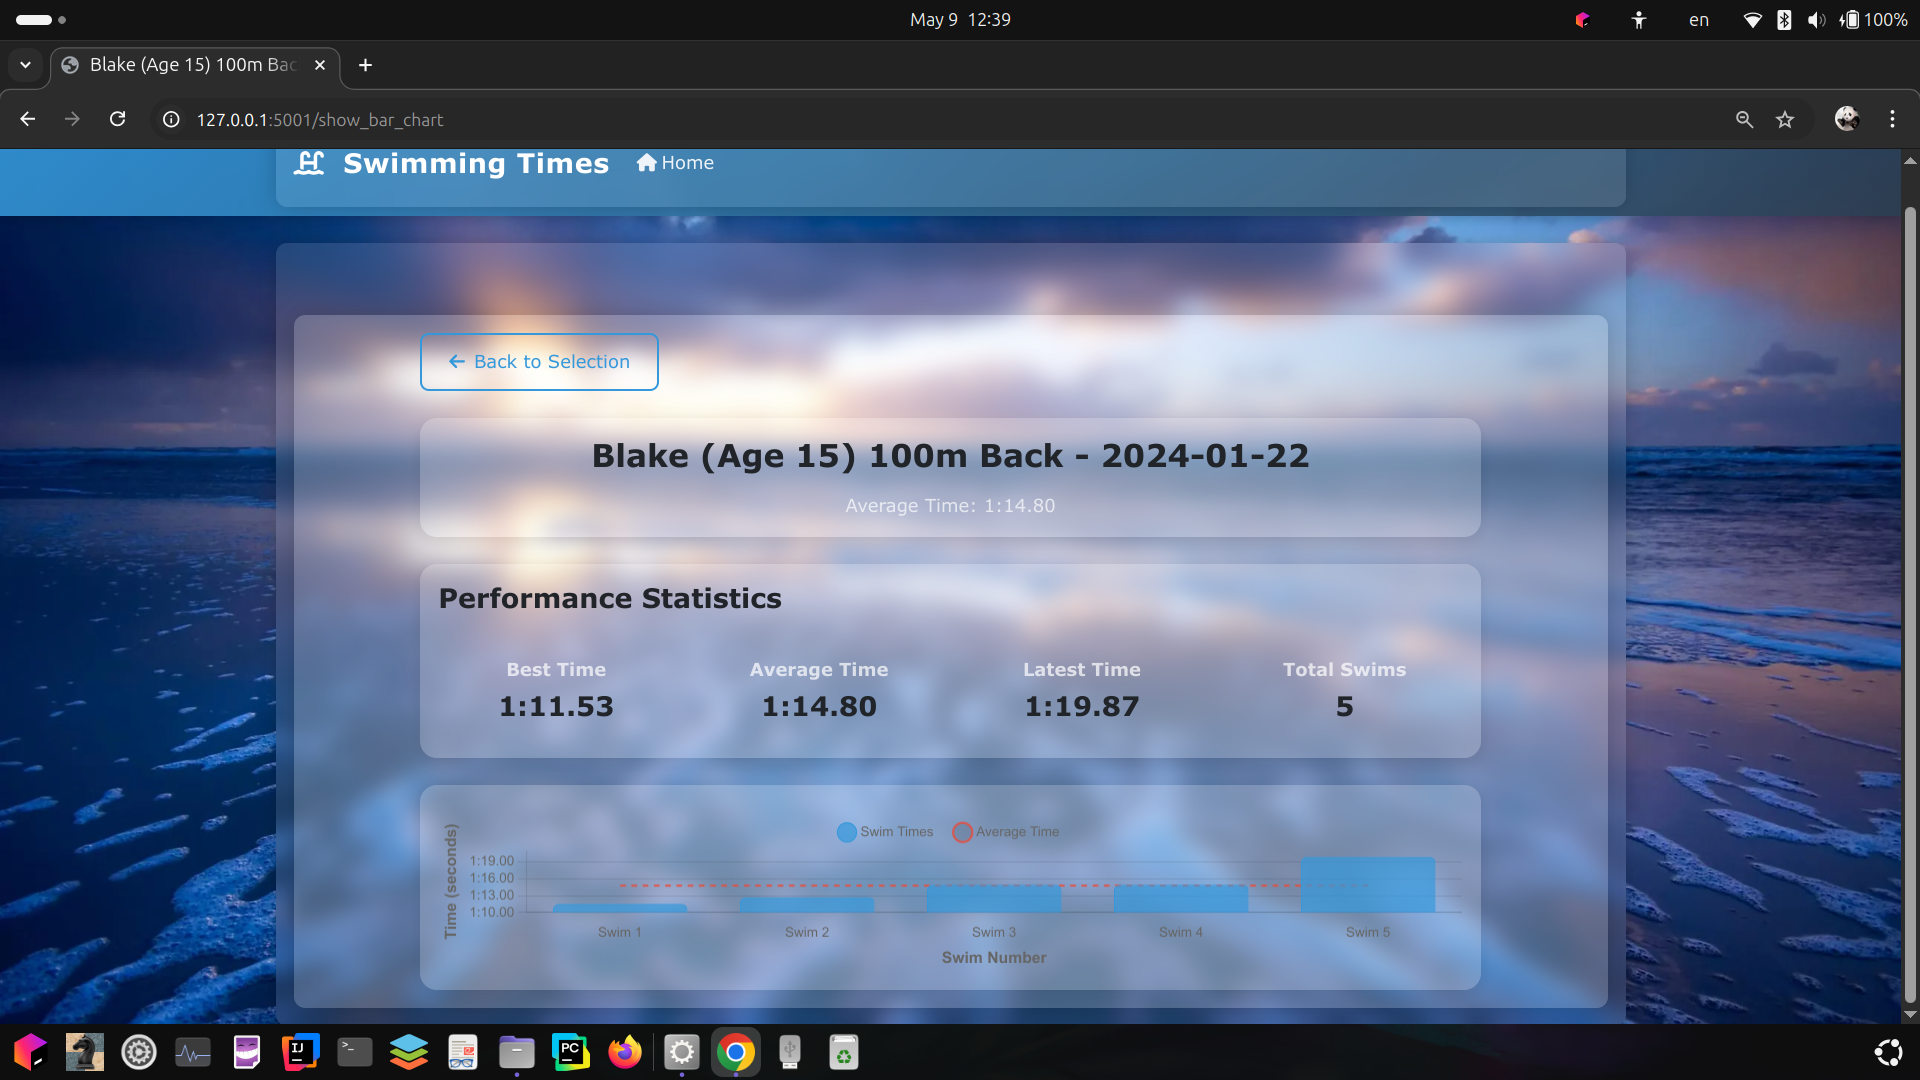 May 9 12:39
en
100%
Blake (Age 15) 100m Bac
127.0.0.1:5001/show_bar_chart
Swimming Times
Home
Back to Selection
Blake (Age 15) 100m Back - 2024-01-22
Average Time: 1:14.80
Performance Statistics
Best Time
1:11.53
Average Time
1:14.80
Latest Time
1:19.87
Total Swims
5
Swim Times
Average Time
Time (seconds)
1:19.00
1:16.00
1:13.00
1:10.00
Swim 1
Swim 2
Swim 3
Swim 4
Swim 5
Swim Number
IJ
>_
PC